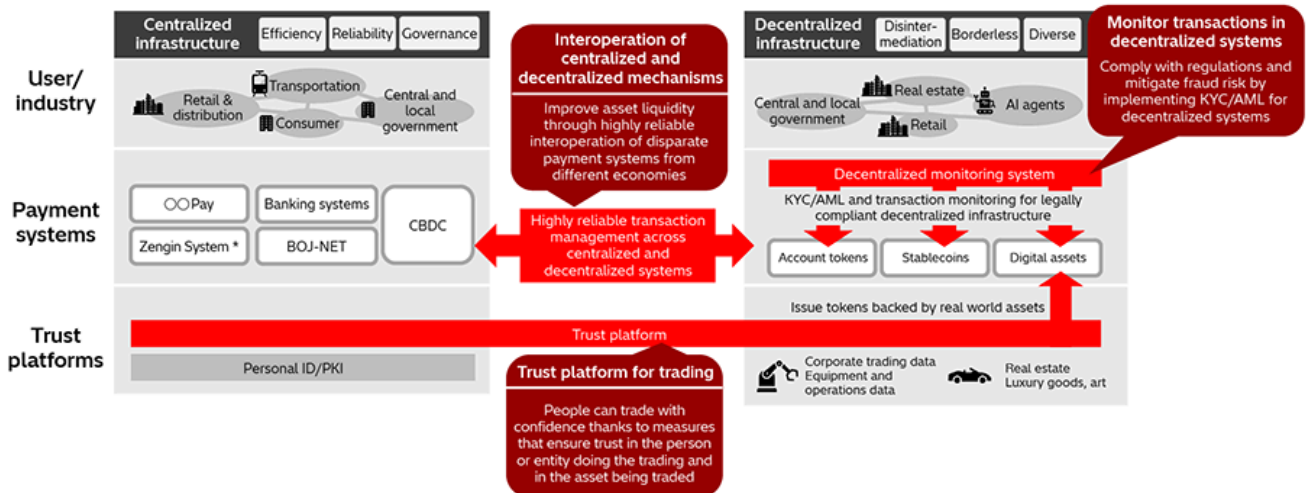 Centralized
infrastructure
Efficiency
Reliability
Governance
Interoperation of
centralized and
decentralized mechanisms
Improve asset liquidity
through highly reliable
interoperation of disparate
payment systems from
different economies
Decentralized
infrastructure
Disinter-
mediation
Borderless
Diverse
Monitor transactions in
decentralized systems
Comply with regulations and
mitigate fraud risk by
implementing KYC/AML for
decentralized systems
User/
industry
Retail &
distribution
Transportation
Consumer
Central and
local
government
Central and local
government
Real estate
Retail
AI agents
Payment
systems
○○Pay
Banking systems
CBDC
Zengin System *
BOJ-NET
Highly reliable transaction
management across
centralized and
decentralized systems
Decentralized monitoring system
KYC/AML and transaction monitoring for legally
compliant decentralized infrastructure
Account tokens
Stablecoins
Digital assets
Trust
platforms
Issue tokens backed by real world assets
Trust platform
Personal ID/PKI
Trust platform for trading
People can trade with
confidence thanks to measures
that ensure trust in the person
or entity doing the trading and
in the asset being traded
Corporate trading data
Equipment and
operations data
Real estate
Luxury goods, art